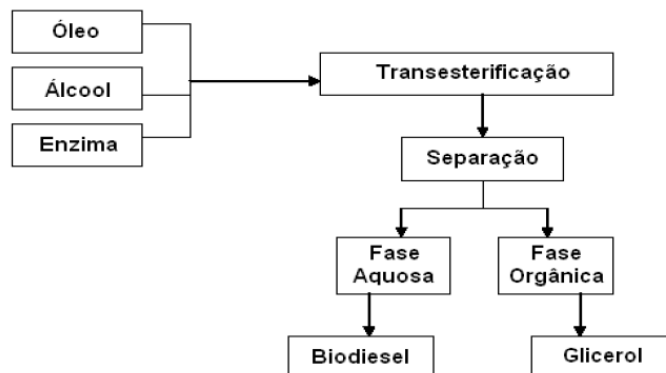 Óleo
Álcool
Enzima
Transesterificação
Separação
Fase
Aquosa
Fase
Orgânica
Biodiesel
Glicerol